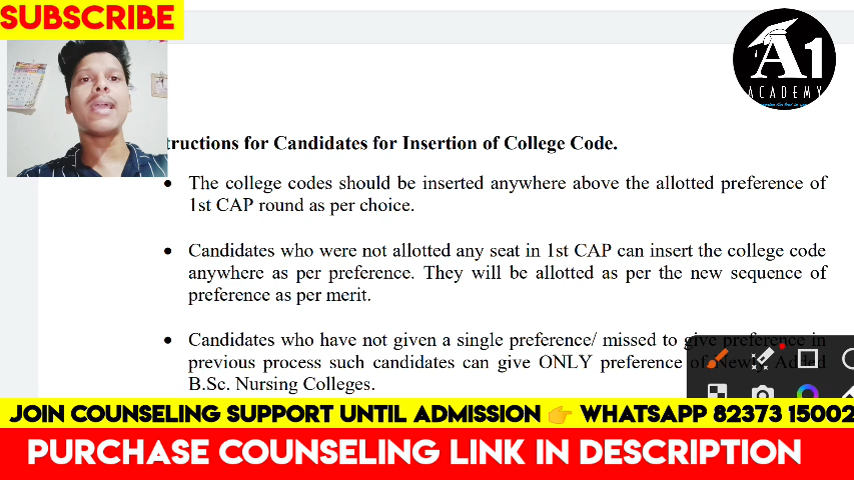 SUBSCRIBE
A1
ACADEMY
tructions for Candidates for Insertion of College Code.
• The college codes should be inserted anywhere above the allotted preference of
1st CAP round as per choice.
• Candidates who were not allotted any seat in 1st CAP can insert the college code
anywhere as per preference. They will be allotted as per the new sequence of
preference as per merit.
• Candidates who have not given a single preference/ missed to give preference in
previous process such candidates can give ONLY preference of Newly Added
B.Sc. Nursing Colleges.
JOIN COUNSELING SUPPORT UNTIL ADMISSION 👉 WHATSAPP 82373 15002
PURCHASE COUNSELING LINK IN DESCRIPTION